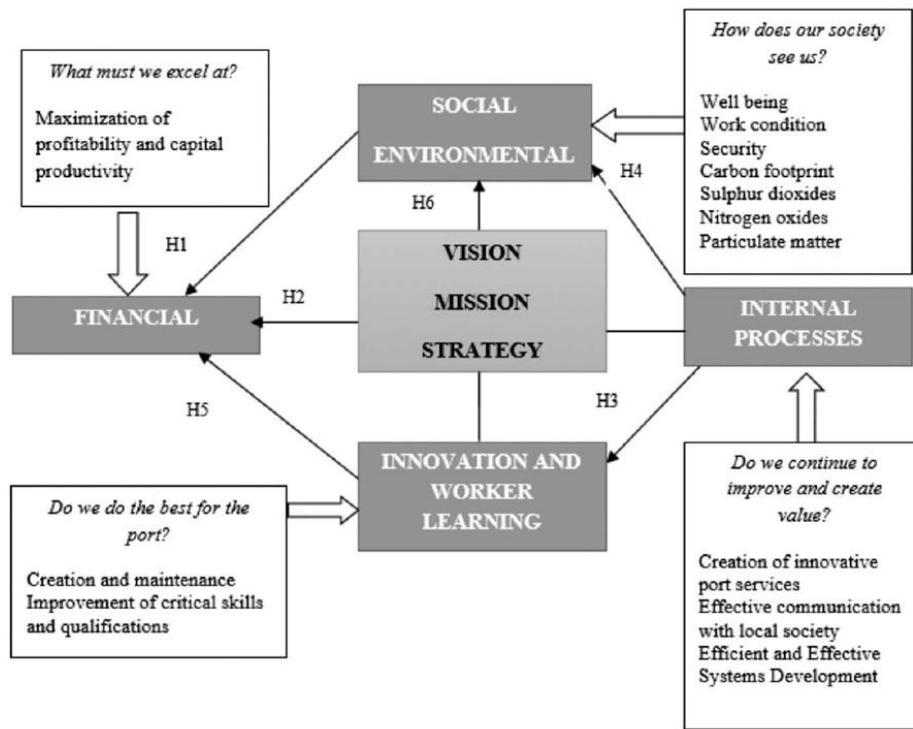 What must we excel at?
Maximization of
profitability and capital
productivity
SOCIAL
ENVIRONMENTAL
How does our society
see us?
Well being
Work condition
Security
Carbon footprint
Sulphur dioxides
Nitrogen oxides
Particulate matter
H4
H6
H1
VISION
MISSION
STRATEGY
H2
FINANCIAL
INTERNAL
PROCESSES
H5
H3
INNOVATION AND
WORKER
LEARNING
Do we do the best for the
port?
Creation and maintenance
Improvement of critical skills
and qualifications
Do we continue to
improve and create
value?
Creation of innovative
port services
Effective communication
with local society
Efficient and Effective
Systems Development